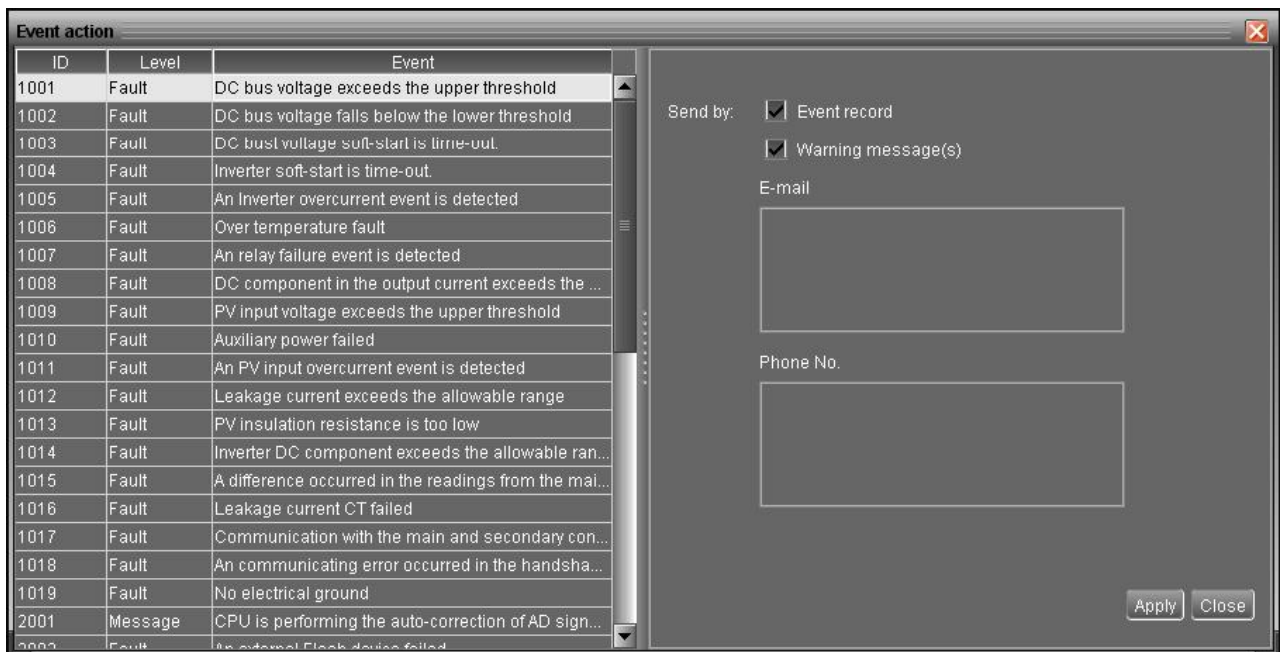 Event action
ID Level Event
1001 Fault DC bus voltage exceeds the upper threshold
1002 Fault DC bus voltage falls below the lower threshold
1003 Fault DC bust voltage soft-start is time-out.
1004 Fault Inverter soft-start is time-out.
1005 Fault An Inverter overcurrent event is detected
1006 Fault Over temperature fault
1007 Fault An relay failure event is detected
1008 Fault DC component in the output current exceeds the ...
1009 Fault PV input voltage exceeds the upper threshold
1010 Fault Auxiliary power failed
1011 Fault An PV input overcurrent event is detected
1012 Fault Leakage current exceeds the allowable range
1013 Fault PV insulation resistance is too low
1014 Fault Inverter DC component exceeds the allowable ran...
1015 Fault A difference occurred in the readings from the mai...
1016 Fault Leakage current CT failed
1017 Fault Communication with the main and secondary con...
1018 Fault An communicating error occurred in the handsha...
1019 Fault No electrical ground
2001 Message CPU is performing the auto-correction of AD sign...
2002 Fault An external Flash device failed
Send by: Event record
Warning message(s)
E-mail
Phone No.
Apply Close